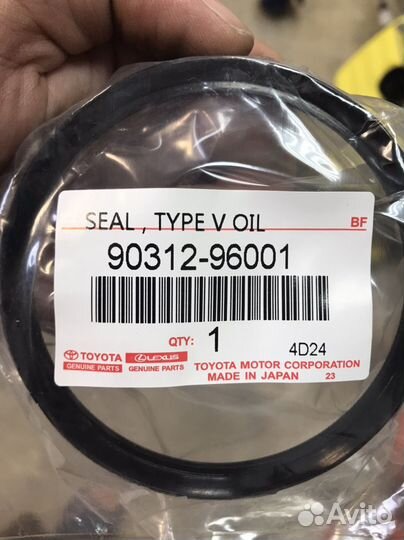 SEAL , TYPE V OIL BF
90312-96001
QTY: 1 4D24
TOYOTA LEXUS TOYOTA MOTOR CORPORATION
GENUINE PARTS GENUINE PARTS MADE IN JAPAN 23
Avito